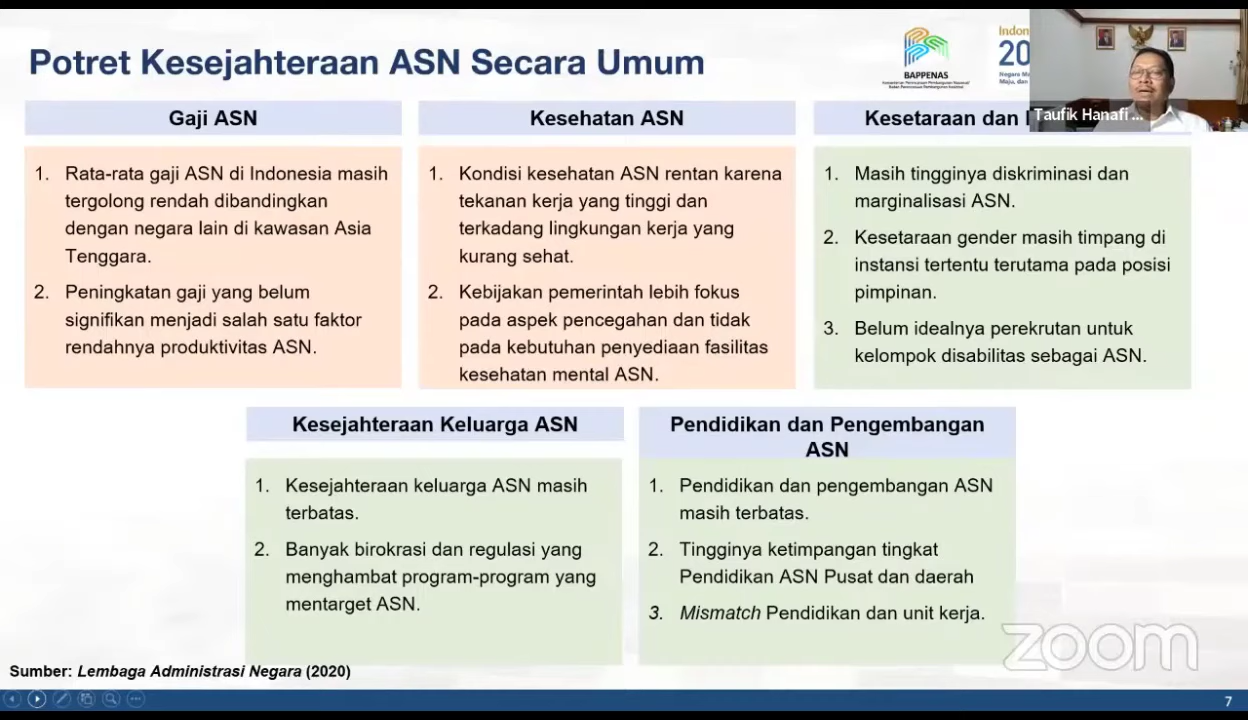 Potret Kesejahteraan ASN Secara Umum
BAPPENAS
Indon
20
Negara Ma
Maju, dan
Taufik Hanafi ...
Gaji ASN
1. Rata-rata gaji ASN di Indonesia masih
tergolong rendah dibandingkan
dengan negara lain di kawasan Asia
Tenggara.
2. Peningkatan gaji yang belum
signifikan menjadi salah satu faktor
rendahnya produktivitas ASN.
Kesehatan ASN
1. Kondisi kesehatan ASN rentan karena
tekanan kerja yang tinggi dan
terkadang lingkungan kerja yang
kurang sehat.
2. Kebijakan pemerintah lebih fokus
pada aspek pencegahan dan tidak
pada kebutuhan penyediaan fasilitas
kesehatan mental ASN.
Kesetaraan dan
1. Masih tingginya diskriminasi dan
marginalisasi ASN.
2. Kesetaraan gender masih timpang di
instansi tertentu terutama pada posisi
pimpinan.
3. Belum idealnya perekrutan untuk
kelompok disabilitas sebagai ASN.
Kesejahteraan Keluarga ASN
1. Kesejahteraan keluarga ASN masih
terbatas.
2. Banyak birokrasi dan regulasi yang
menghambat program-program yang
mentarget ASN.
Pendidikan dan Pengembangan
ASN
1. Pendidikan dan pengembangan ASN
masih terbatas.
2. Tingginya ketimpangan tingkat
Pendidikan ASN Pusat dan daerah
3. Mismatch Pendidikan dan unit kerja.
zoom
Sumber: Lembaga Administrasi Negara (2020)
7